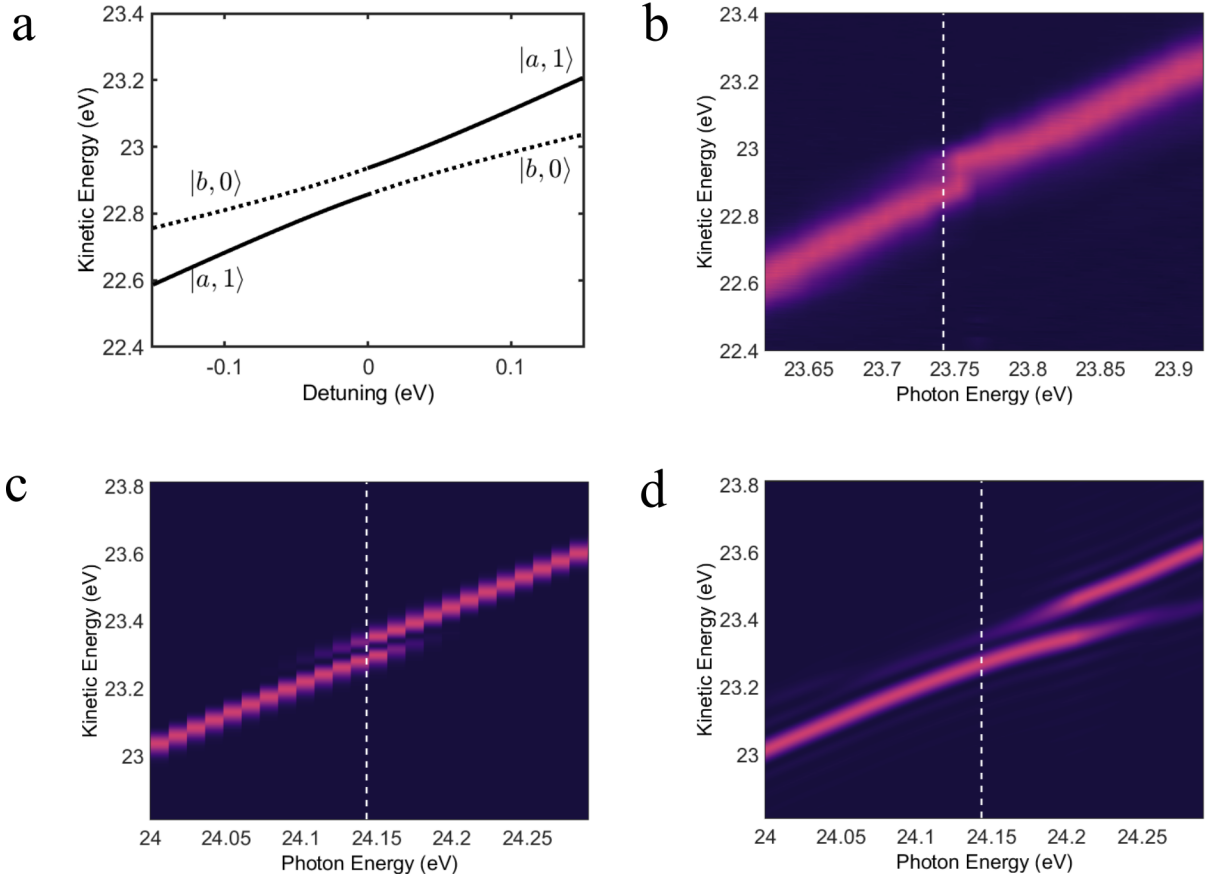 a
23.4
23.2
23
22.8
22.6
22.4
Kinetic Energy (eV)
|a, 1⟩
|b, 0⟩
|b, 0⟩
|a, 1⟩
-0.1
0
0.1
Detuning (eV)
b
23.4
23.2
23
22.8
22.6
22.4
Kinetic Energy (eV)
23.65
23.7
23.75
23.8
23.85
23.9
Photon Energy (eV)
c
23.8
23.6
23.4
23.2
23
Kinetic Energy (eV)
24
24.05
24.1
24.15
24.2
24.25
Photon Energy (eV)
d
23.8
23.6
23.4
23.2
23
Kinetic Energy (eV)
24
24.05
24.1
24.15
24.2
24.25
Photon Energy (eV)